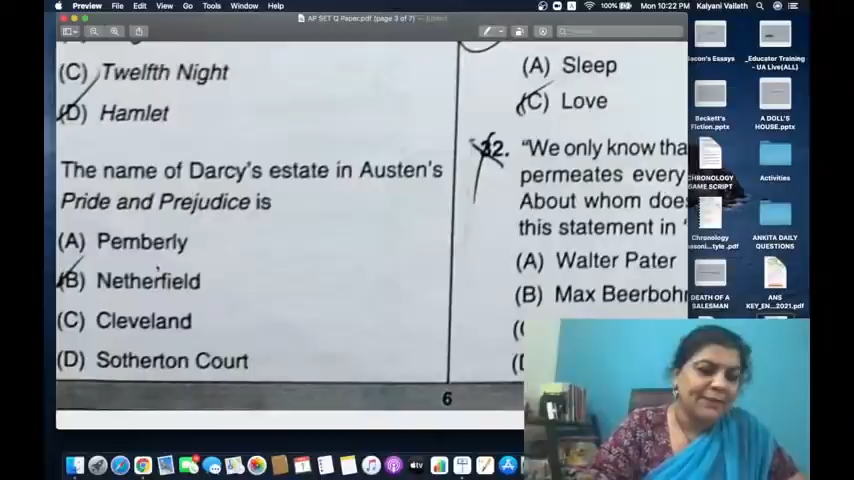 Preview File Edit View Go Tools Window Help
100% Mon 10:22 PM Kalyani Vallath
AP SET Q Paper.pdf (page 3 of 7)
Search
(C) Twelfth Night
(D) Hamlet
The name of Darcy's estate in Austen's
Pride and Prejudice is
(A) Pemberly
(B) Netherfield
(C) Cleveland
(D) Sotherton Court
(A) Sleep
(C) Love
32. "We only know tha
permeates every
About whom does
this statement in
(A) Walter Pater
(B) Max Beerbohm
6
Bacon's Essays
_Educator Training - UA Live(ALL)
Beckett's Fiction.pptx
A DOLL'S HOUSE.pptx
CHRONOLOGY GAME SCRIPT
Activities
Chronology
ANKITA DAILY QUESTIONS
DEATH OF A SALESMAN
ANS KEY_EN...2021.pdf
tv